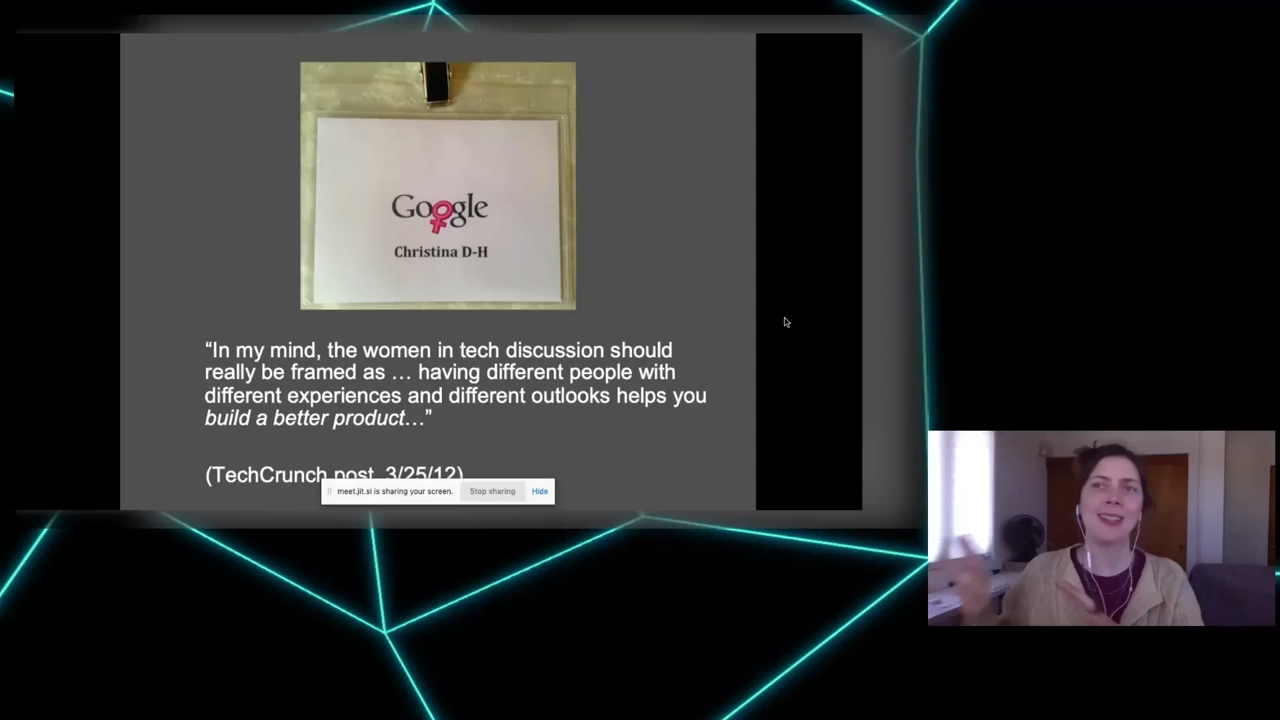 Google
Christina D-H
“In my mind, the women in tech discussion should
really be framed as … having different people with
different experiences and different outlooks helps you
build a better product…”
(TechCrunch post, 3/25/12)
meet.jit.si is sharing your screen.
Stop sharing
Hide